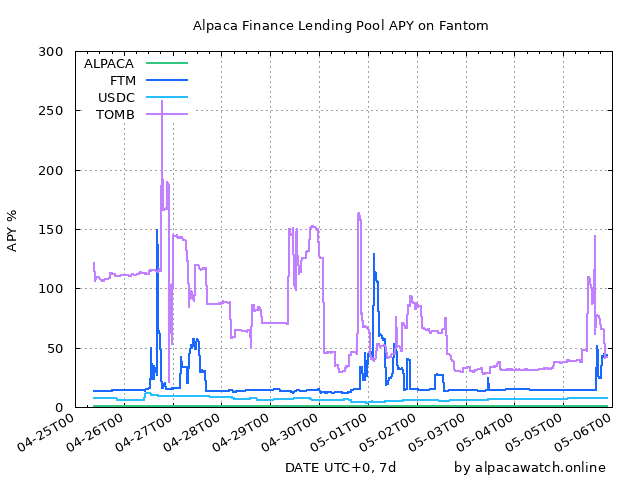 Alpaca Finance Lending Pool APY on Fantom
ALPACA
FTM
USDC
TOMB
APY %
300
250
200
150
100
50
0
04-25T00
04-26T00
04-27T00
04-28T00
04-29T00
04-30T00
05-01T00
05-02T00
05-03T00
05-04T00
05-05T00
05-06T00
DATE UTC+0, 7d
by alpacawatch.online